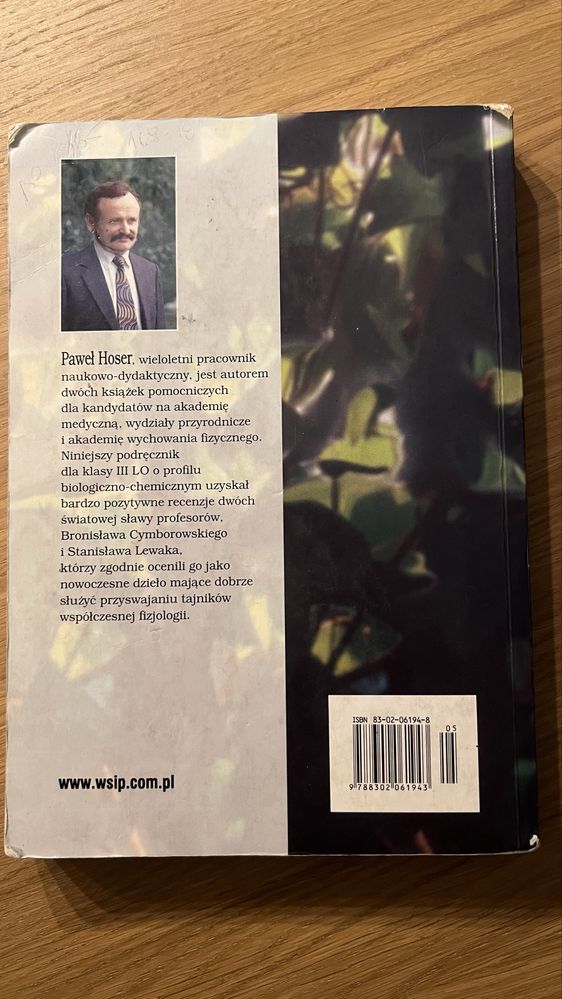 Paweł Hoser, wieloletni pracownik
naukowo-dydaktyczny, jest autorem
dwóch książek pomocniczych
dla kandydatów na akademię
medyczną, wydziały przyrodnicze
i akademię wychowania fizycznego.
Niniejszy podręcznik
dla klasy III LO o profilu
biologiczno-chemicznym uzyskał
bardzo pozytywne recenzje dwóch
światowej sławy profesorów,
Bronisława Cymborowskiego
i Stanisława Lewaka,
którzy zgodnie ocenili go jako
nowoczesne dzieło mające dobrze
służyć przyswajaniu tajników
współczesnej fizjologii.
www.wsip.com.pl
ISBN 83-02-06194-8
05
9 788302 061943